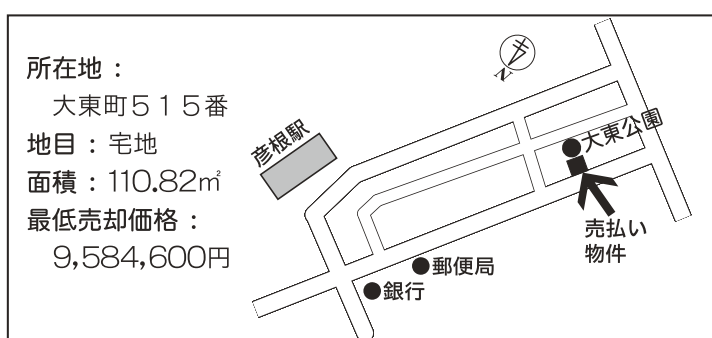 所在地：
大東町５１５番
地目：宅地
面積：110.82㎡
最低売却価格：
9,584,600円
N
彦根駅
大東公園
売払い
物件
●郵便局
●銀行